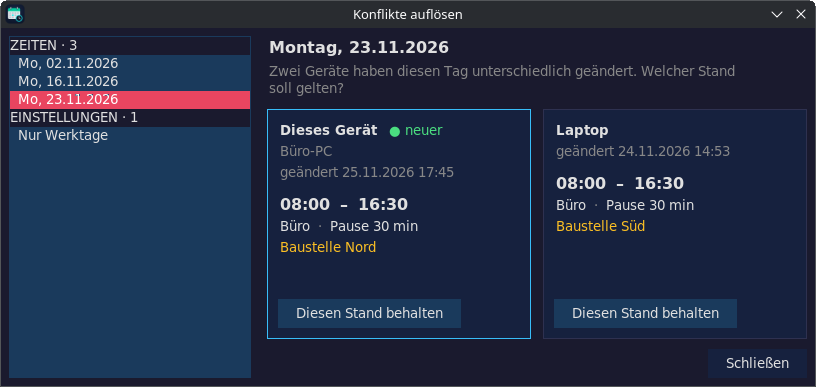 Konflikte auflösen
ZEITEN · 3
Mo, 02.11.2026
Mo, 16.11.2026
Mo, 23.11.2026
EINSTELLUNGEN · 1
Nur Werktage
Montag, 23.11.2026
Zwei Geräte haben diesen Tag unterschiedlich geändert. Welcher Stand
soll gelten?
Dieses Gerät ● neuer
Büro-PC
geändert 25.11.2026 17:45
08:00 – 16:30
Büro · Pause 30 min
Baustelle Nord
Diesen Stand behalten
Laptop
geändert 24.11.2026 14:53
08:00 – 16:30
Büro · Pause 30 min
Baustelle Süd
Diesen Stand behalten
Schließen